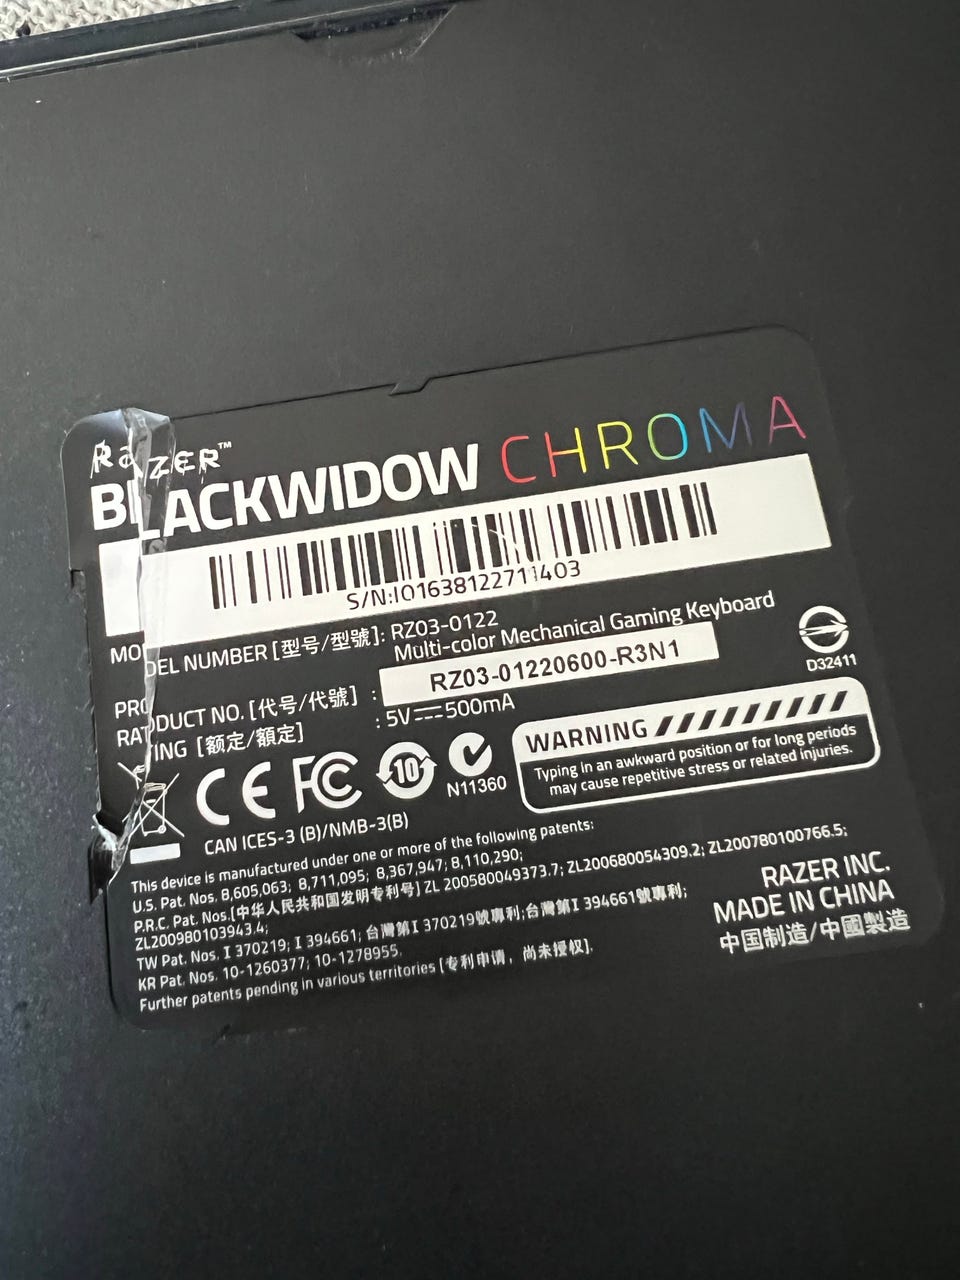 RAZER™
BLACKWIDOW CHROMA
S/N:IO1638122711403
MODEL NUMBER [型号/型號]: RZ03-0122
Multi-color Mechanical Gaming Keyboard
PRODUCT NO. [代号/代號] : RZ03-01220600-R3N1
RATING [额定/額定] : 5V⎓500mA
D32411
CE FC 10 N11360
WARNING
Typing in an awkward position or for long periods
may cause repetitive stress or related injuries.
CAN ICES-3 (B)/NMB-3(B)
This device is manufactured under one or more of the following patents:
U.S. Pat. Nos. 8,605,063; 8,711,095; 8,367,947; 8,110,290;
P.R.C. Pat. Nos.[中华人民共和国发明专利号] ZL 200580049373.7; ZL200680054309.2; ZL200780100766.5;
ZL200980103943.4;
TW Pat. Nos. I 370219; I 394661; 台灣第I 370219號專利;台灣第I 394661號專利;
KR Pat. Nos. 10-1260377; 10-1278955.
Further patents pending in various territories [专利申请，尚未授权].
RAZER INC.
MADE IN CHINA
中国制造/中國製造